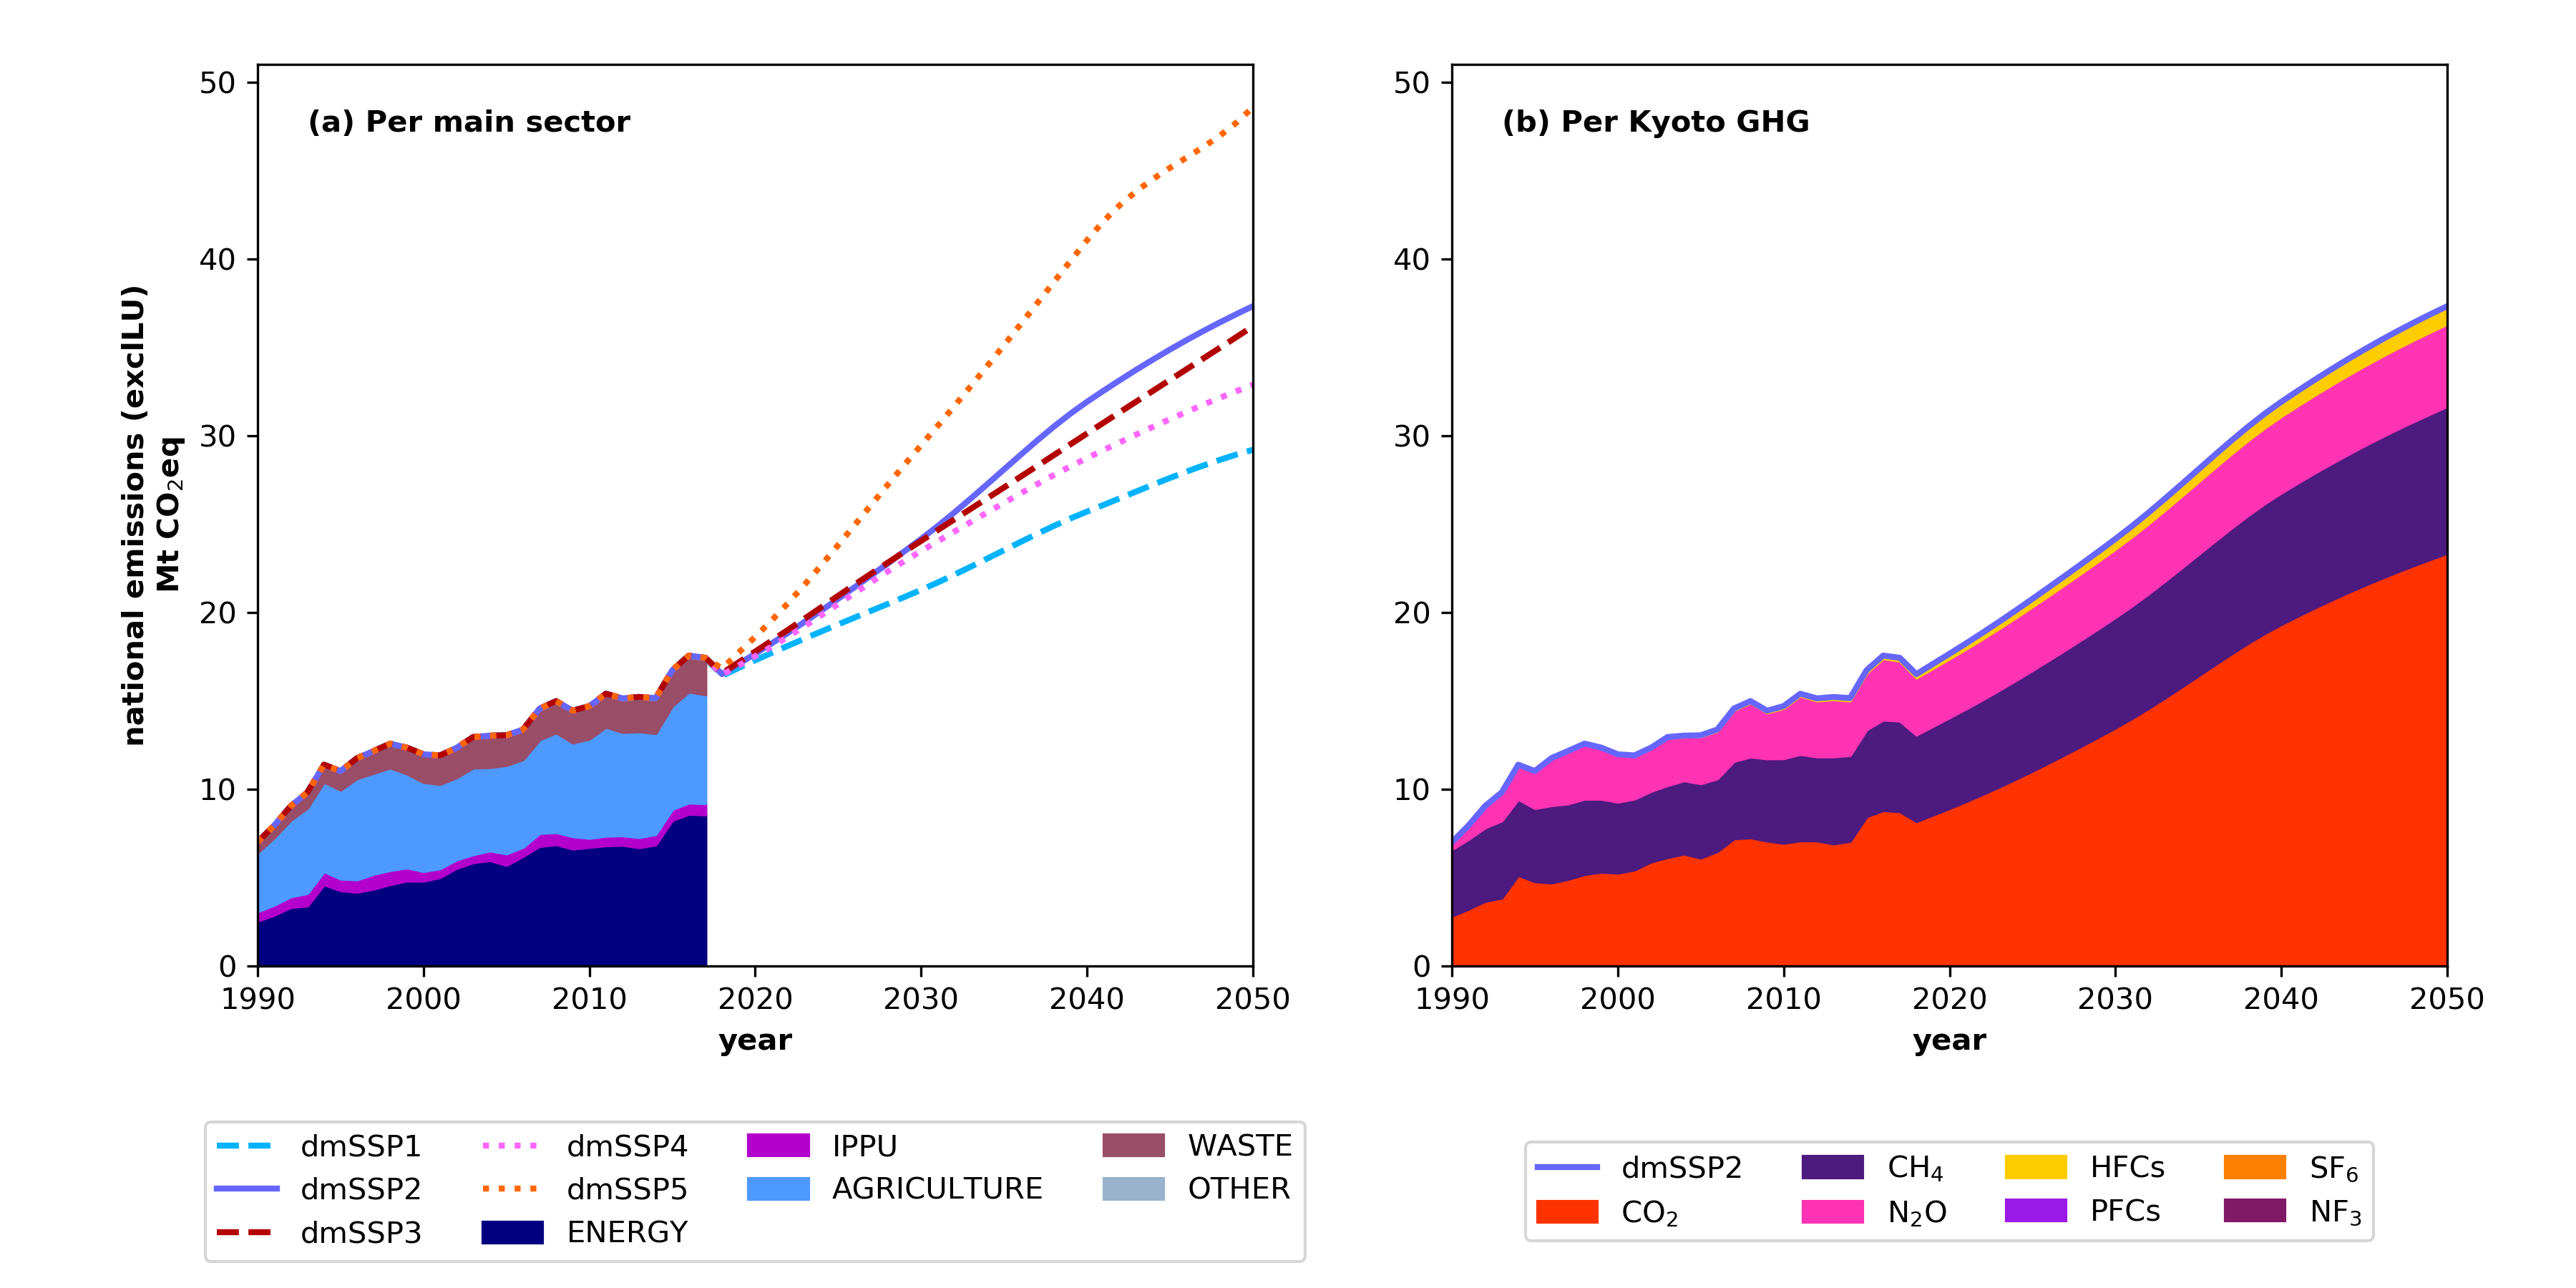 (a) Per main sector
(b) Per Kyoto GHG
national emissions (exclLU)
Mt CO₂eq
50
40
30
20
10
0
1990 2000 2010 2020 2030 2040 2050
year
50
40
30
20
10
0
1990 2000 2010 2020 2030 2040 2050
year
dmSSP1 dmSSP4 IPPU WASTE
dmSSP2 dmSSP5 AGRICULTURE OTHER
dmSSP3 ENERGY
dmSSP2 CH₄ HFCs SF₆
CO₂ N₂O PFCs NF₃